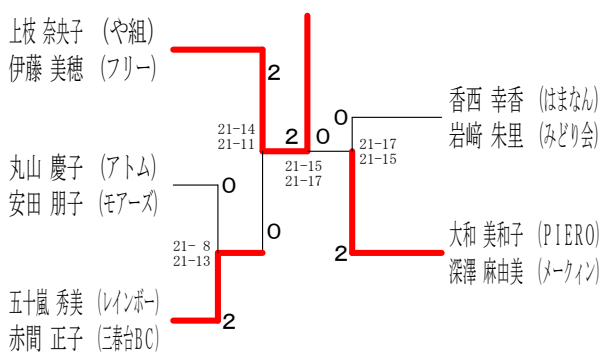 上枝 奈央子 (や組)
伊藤 美穂 (フリー)
2
21-14
21-11
丸山 慶子 (アトム)
安田 朋子 (モアーズ)
0
21- 8
21-13
0
五十嵐 秀美 (レインボー)
赤間 正子 (三春台BC)
2
2
0
21-15
21-17
0
香西 幸香 (はまなん)
岩﨑 朱里 (みどり会)
21-17
21-15
大和 美和子 (PIERO)
深澤 麻由美 (メークィン)
2